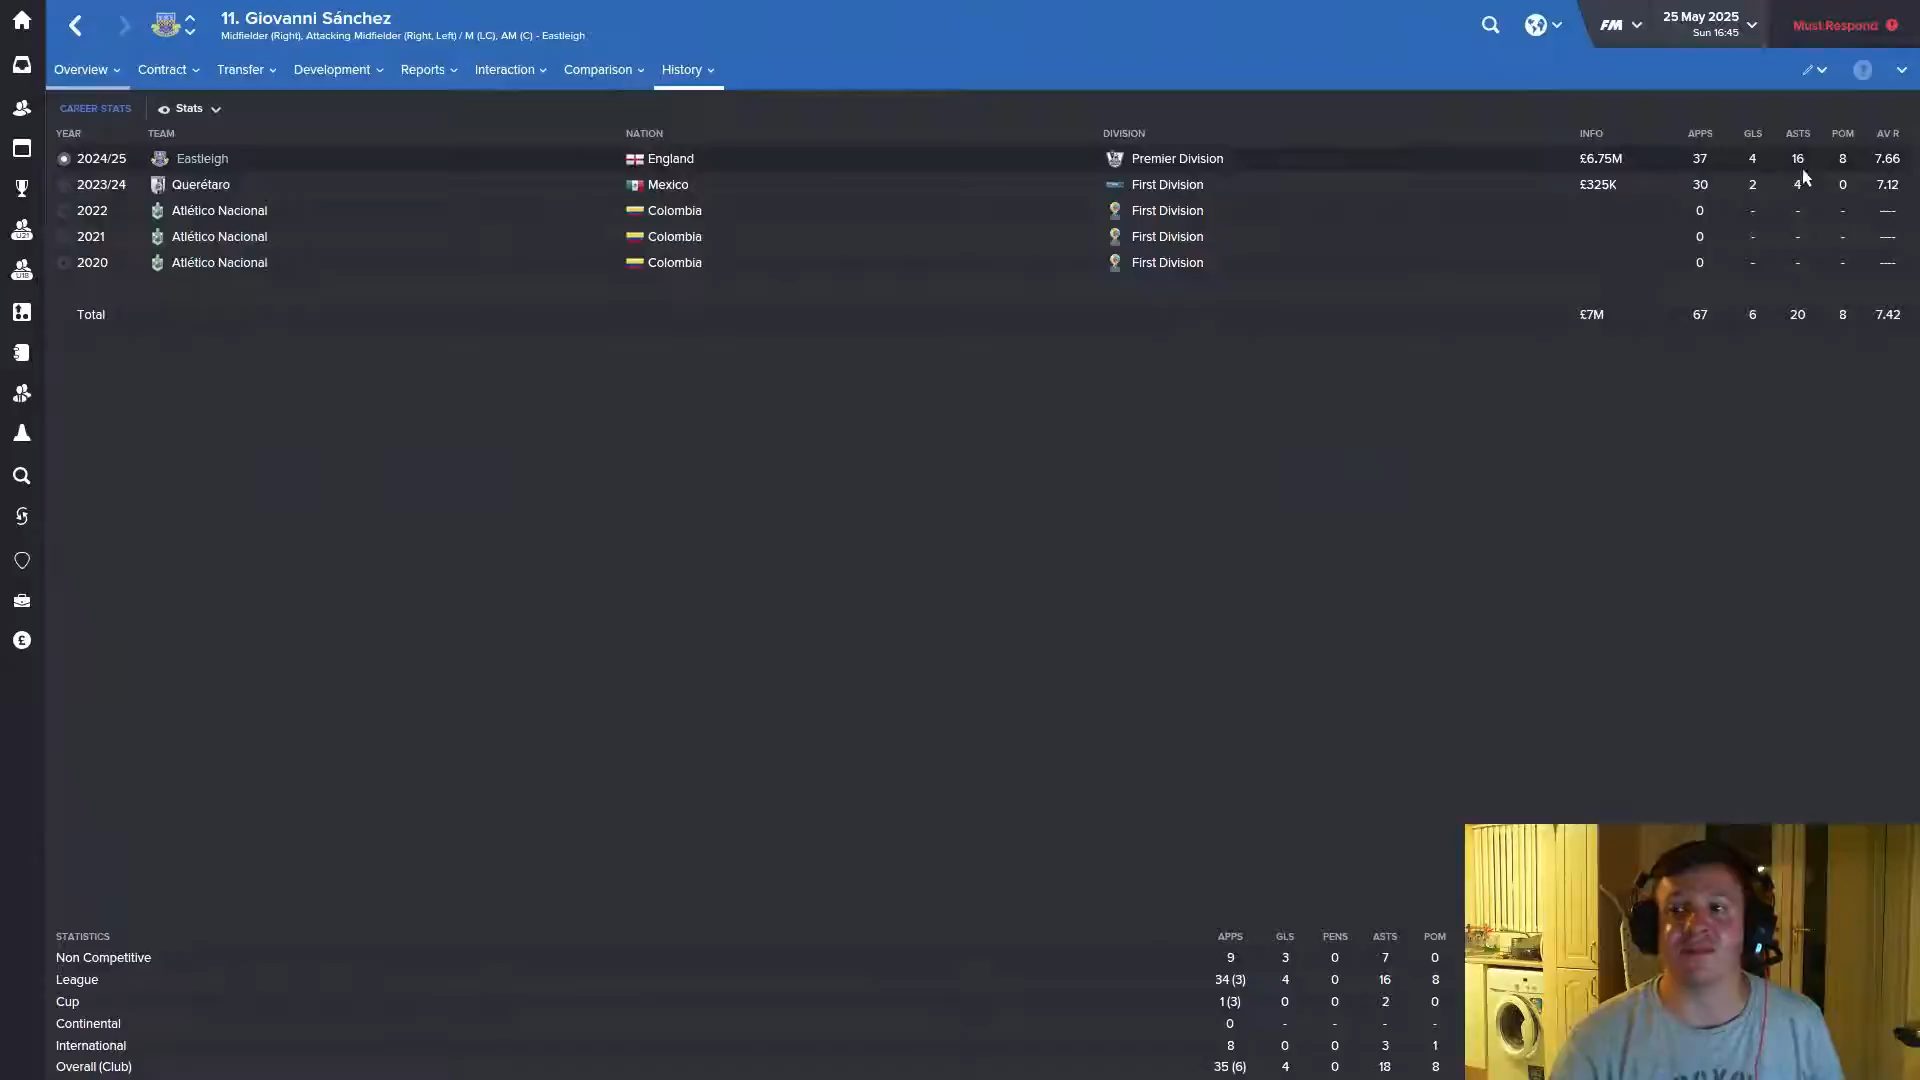 11. Giovanni Sánchez
Midfielder (Right), Attacking Midfielder (Right, Left) / M (LC), AM (C) - Eastleigh
FM
25 May 2025
Sun 16:45
Must Respond
Overview Contract Transfer Development Reports Interaction Comparison History
CAREER STATS Stats
YEAR TEAM NATION DIVISION INFO APPS GLS ASTS POM AV R
2024/25 Eastleigh England Premier Division £6.75M 37 4 16 8 7.66
2023/24 Querétaro Mexico First Division £325K 30 2 4 0 7.12
2022 Atlético Nacional Colombia First Division 0 - - - ----
2021 Atlético Nacional Colombia First Division 0 - - - ----
2020 Atlético Nacional Colombia First Division 0 - - - ----
Total £7M 67 6 20 8 7.42
STATISTICS APPS GLS PENS ASTS POM
Non Competitive 9 3 0 7 0
League 34 (3) 4 0 16 8
Cup 1 (3) 0 0 2 0
Continental 0 - - - -
International 8 0 0 3 1
Overall (Club) 35 (6) 4 0 18 8